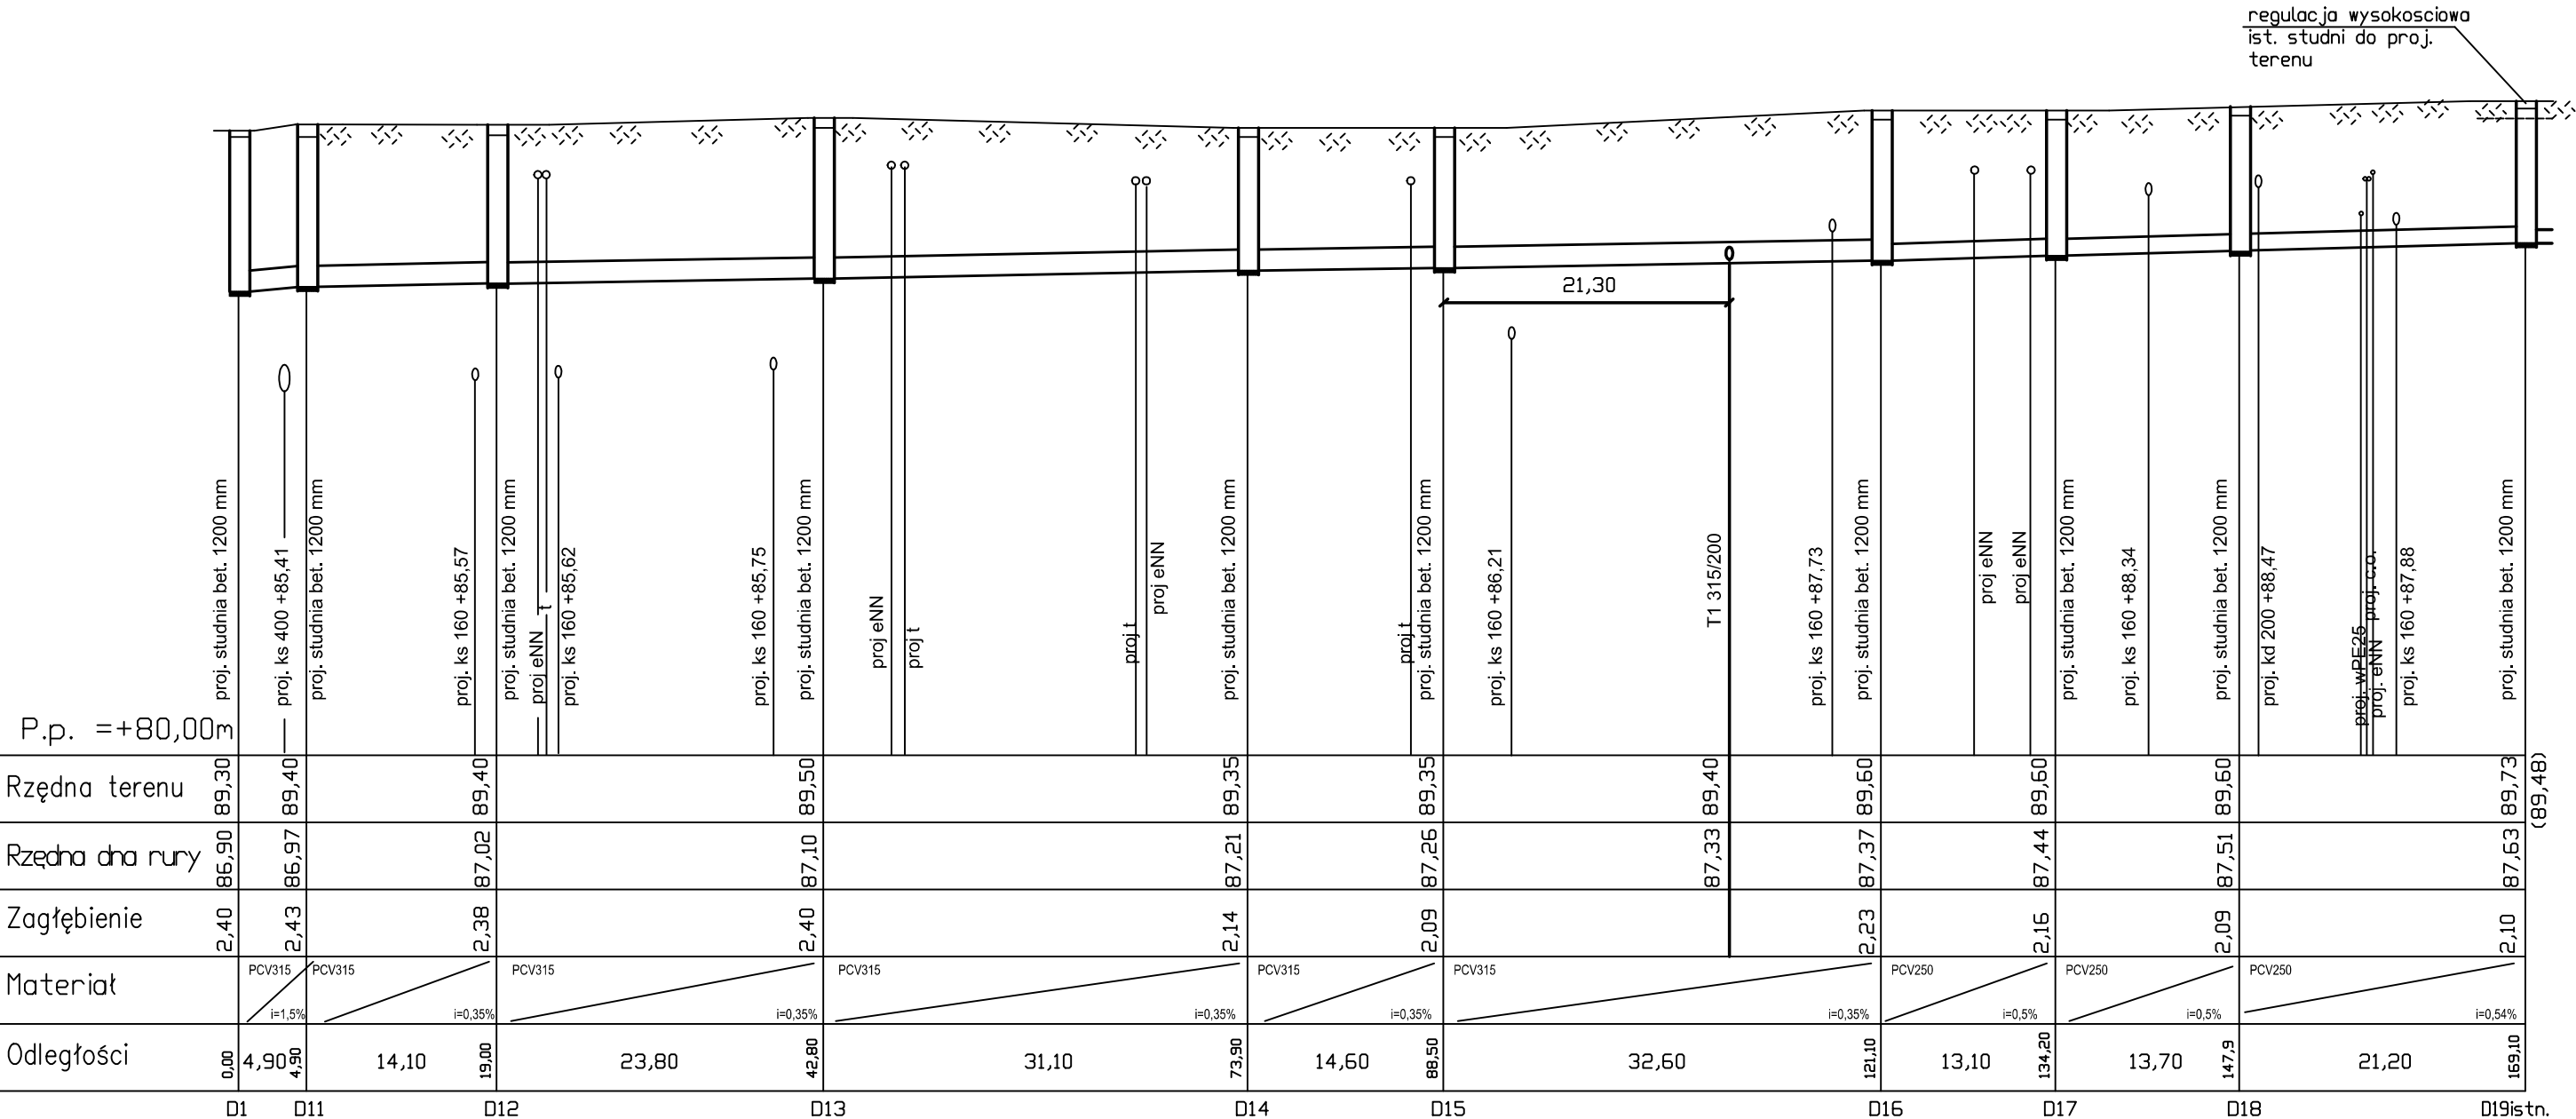 regulacja wysokosciowa
ist. studni do proj.
terenu
21,30
proj. studnia bet. 1200 mm
proj. ks 400 +85,41
proj. studnia bet. 1200 mm
proj. ks 160 +85,57
proj. studnia bet. 1200 mm
proj eNN
t
proj. ks 160 +85,62
proj. ks 160 +85,75
proj. studnia bet. 1200 mm
proj eNN
proj t
proj t
proj eNN
proj. studnia bet. 1200 mm
proj t
proj. studnia bet. 1200 mm
proj. ks 160 +86,21
T1 315/200
proj. ks 160 +87,73
proj. studnia bet. 1200 mm
proj eNN
proj eNN
proj. studnia bet. 1200 mm
proj. ks 160 +88,34
proj. studnia bet. 1200 mm
proj. kd 200 +88,47
proj. wPE25
proj. c.o.
proj. eNN
proj. ks 160 +87,88
proj. studnia bet. 1200 mm
P.p. =+80,00m
Rzędna terenu 89,30 89,40 89,40 89,50 89,35 89,35 89,40 89,60 89,60 89,60 89,73 (89,48)
Rzędna dna rury 86,90 86,97 87,02 87,10 87,21 87,26 87,33 87,37 87,44 87,51 87,63
Zagłębienie 2,40 2,43 2,38 2,40 2,14 2,09 2,23 2,16 2,09 2,10
Materiał PCV315 PCV315 PCV315 PCV315 PCV315 PCV315 PCV250 PCV250 PCV250
i=1,5% i=0,35% i=0,35% i=0,35% i=0,35% i=0,35% i=0,5% i=0,5% i=0,54%
Odległości 0,00 4,90 4,90 14,10 19,00 23,80 42,80 31,10 73,90 14,60 88,50 32,60 121,10 13,10 134,20 13,70 147,9 21,20 169,10
D1 D11 D12 D13 D14 D15 D16 D17 D18 D19istn.